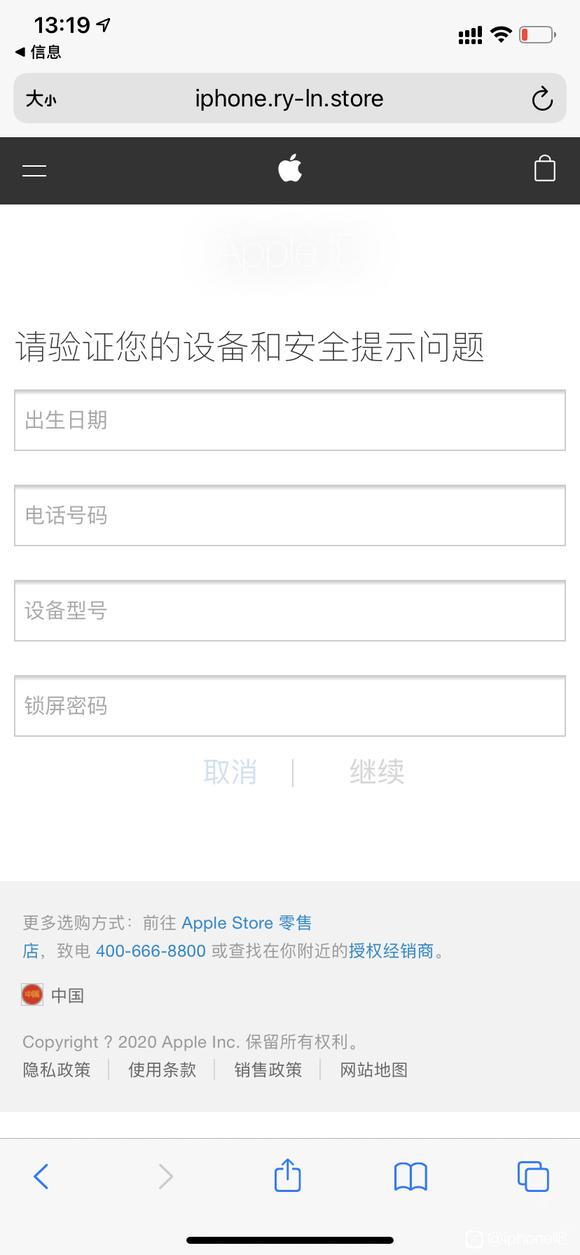 13:19
◀ 信息
大小 iphone.ry-ln.store
Apple ID
请验证您的设备和安全提示问题
出生日期
电话号码
设备型号
锁屏密码
取消 | 继续
更多选购方式：前往 Apple Store 零售
店，致电 400-666-8800 或查找在你附近的授权经销商。
中国
Copyright ? 2020 Apple Inc. 保留所有权利。
隐私政策 | 使用条款 | 销售政策 | 网站地图
@iphone吧